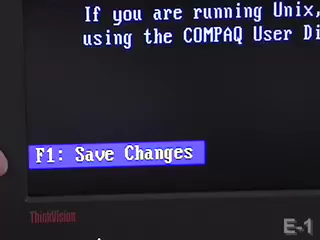 If you are running Unix,
using the COMPAQ User Di
F1: Save Changes
ThinkVision
E-1